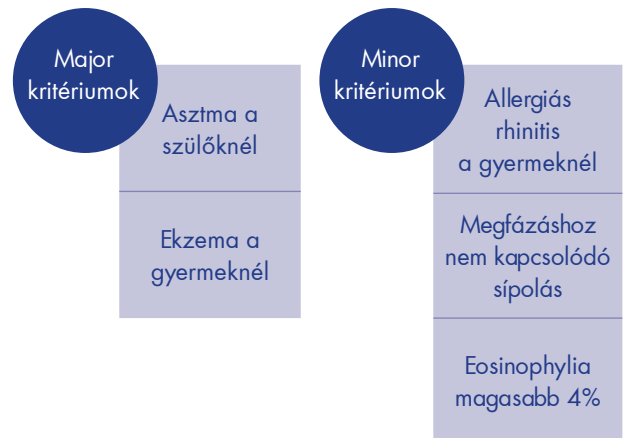 Major
kritériumok
Asztma a
szülőknél
Ekzema a
gyermeknél
Minor
kritériumok
Allergiás
rhinitis
a gyermeknél
Megfázáshoz
nem kapcsolódó
sípolás
Eosinophylia
magasabb 4%